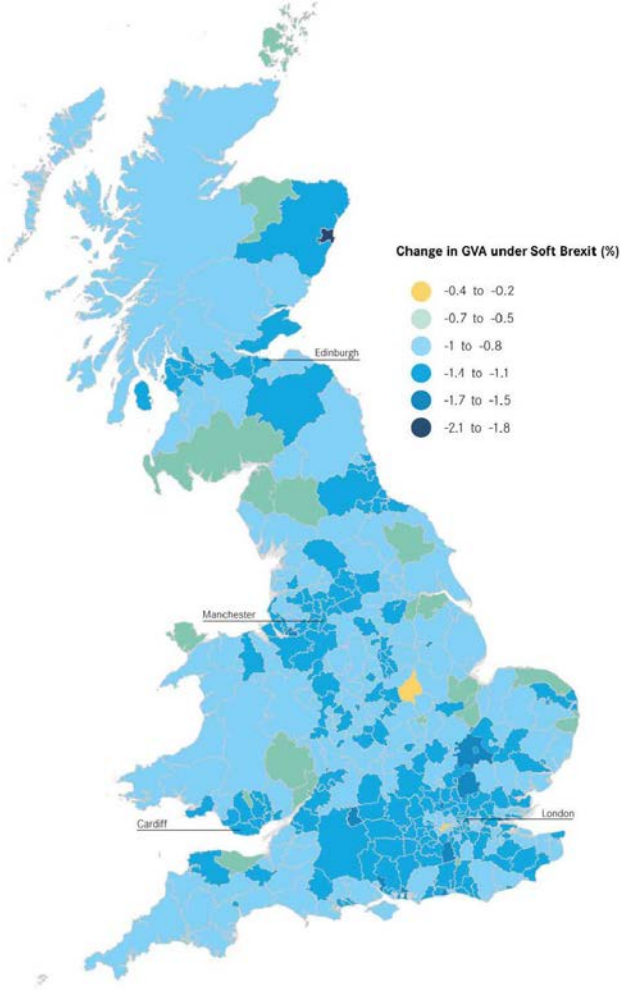 Change in GVA under Soft Brexit (%)
-0.4 to -0.2
-0.7 to -0.5
-1 to -0.8
-1.4 to -1.1
-1.7 to -1.5
-2.1 to -1.8
Edinburgh
Manchester
London
Cardiff